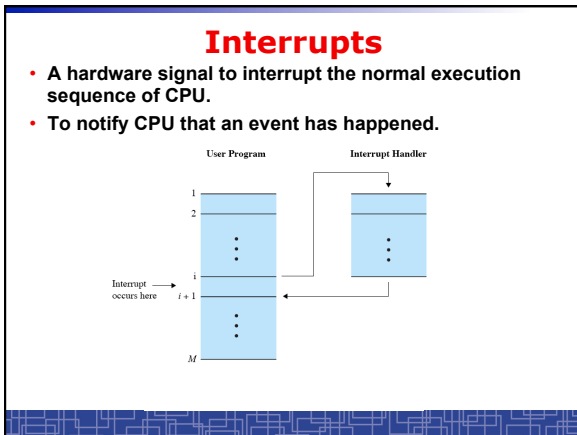 Interrupts
• A hardware signal to interrupt the normal execution
sequence of CPU.
• To notify CPU that an event has happened.
User Program
Interrupt Handler
1
2
i
Interrupt
occurs here
i + 1
M